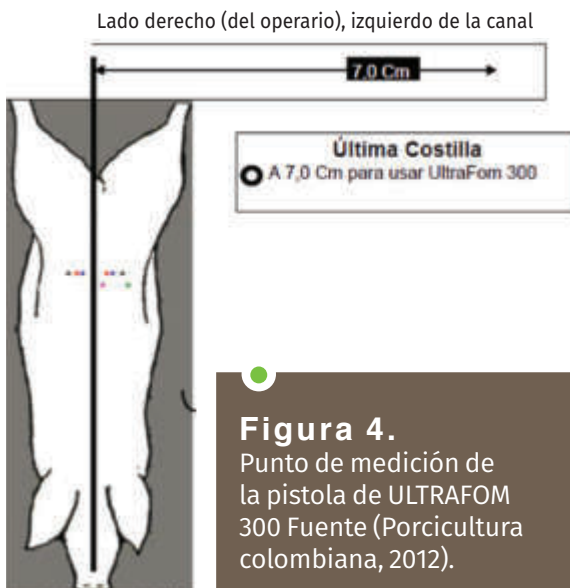 Lado derecho (del operario), izquierdo de la canal
7,0 Cm
Última Costilla
A 7,0 Cm para usar UltraFom 300
Figura 4.
Punto de medición de
la pistola de ULTRAFOM
300 Fuente (Porcicultura
colombiana, 2012).